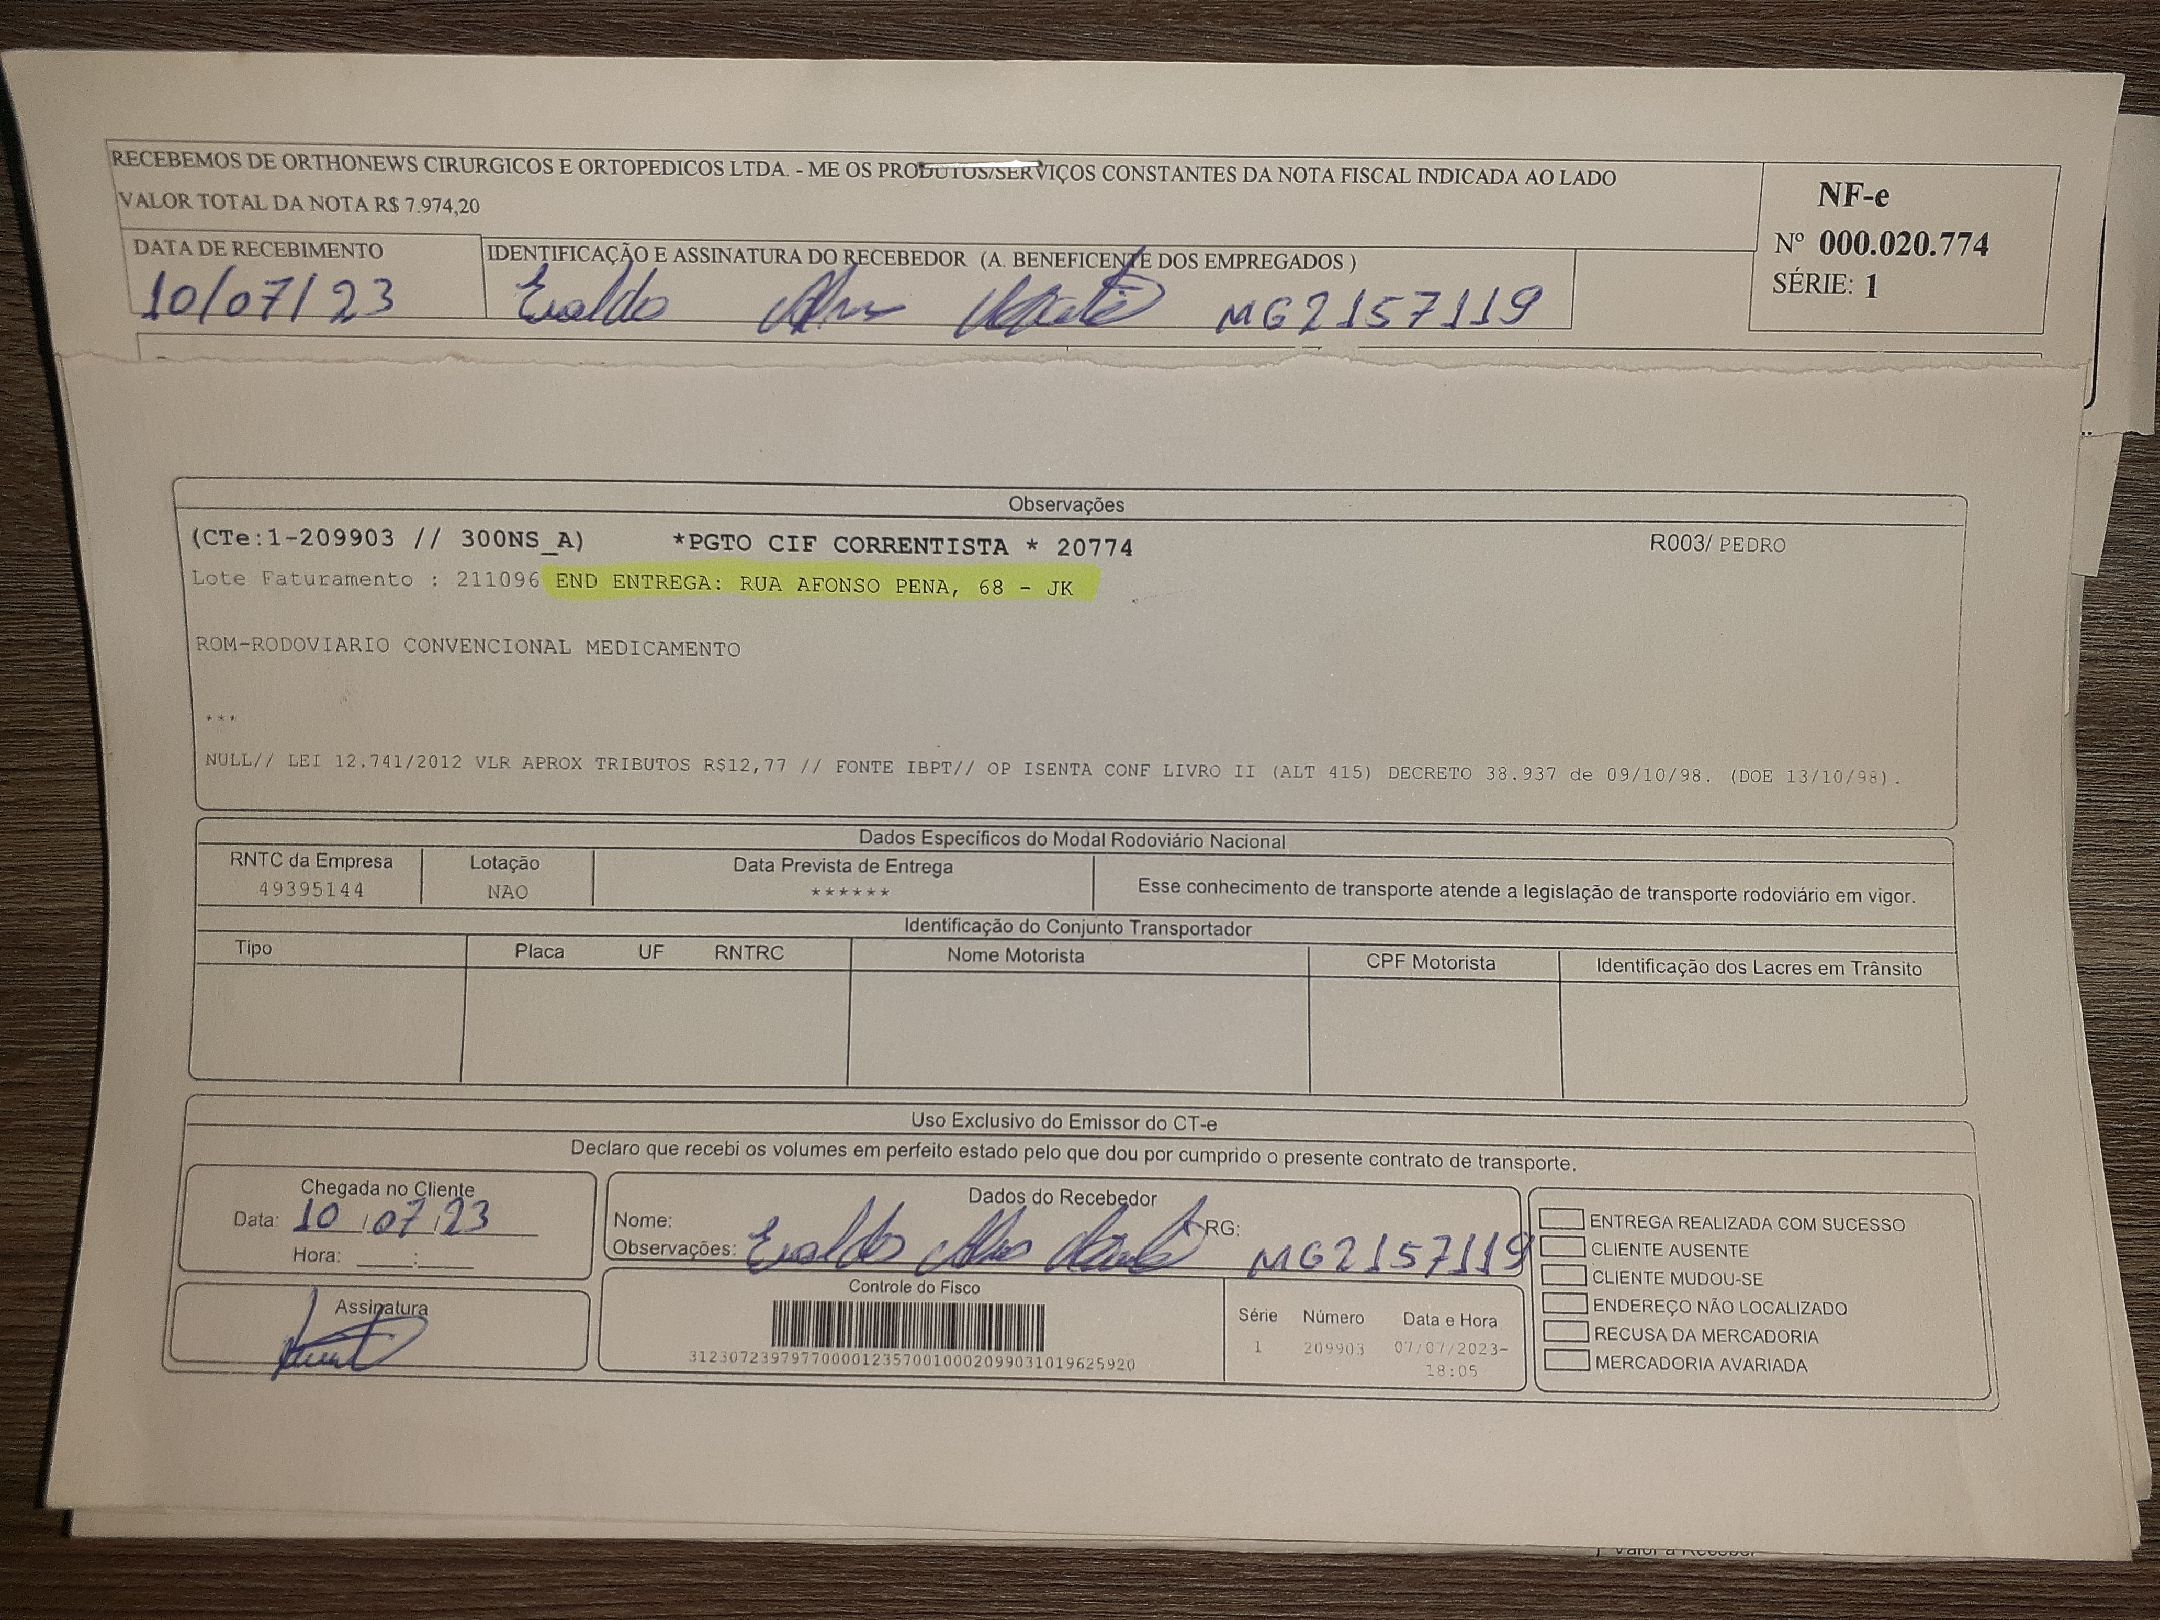 RECEBEMOS DE ORTHONEWS CIRURGICOS E ORTOPEDICOS LTDA. - ME OS PRODUTOS/SERVIÇOS CONSTANTES DA NOTA FISCAL INDICADA AO LADO
VALOR TOTAL DA NOTA R$ 7.974,20
NF-e
Nº 000.020.774
SÉRIE: 1
DATA DE RECEBIMENTO
10/07/23
IDENTIFICAÇÃO E ASSINATURA DO RECEBEDOR (A. BENEFICENTE DOS EMPREGADOS )
MG2157119
Observações
(CTe:1-209903 // 300NS_A) *PGTO CIF CORRENTISTA * 20774 R003/ PEDRO
Lote Faturamento : 211096 END ENTREGA: RUA AFONSO PENA, 68 - JK
ROM-RODOVIARIO CONVENCIONAL MEDICAMENTO
***
NULL// LEI 12.741/2012 VLR APROX TRIBUTOS R$12,77 // FONTE IBPT// OP ISENTA CONF LIVRO II (ALT 415) DECRETO 38.937 de 09/10/98. (DOE 13/10/98).
Dados Específicos do Modal Rodoviário Nacional
RNTC da Empresa
49395144
Lotação
NAO
Data Prevista de Entrega
******
Esse conhecimento de transporte atende a legislação de transporte rodoviário em vigor.
Identificação do Conjunto Transportador
Tipo Placa UF RNTRC Nome Motorista CPF Motorista Identificação dos Lacres em Trânsito
Uso Exclusivo do Emissor do CT-e
Declaro que recebi os volumes em perfeito estado pelo que dou por cumprido o presente contrato de transporte.
Chegada no Cliente
Data: 10/07/23
Hora: ____:____
Assinatura
Dados do Recebedor
Nome: RG:
Observações: MG2157119
Controle do Fisco
31230723979770000123570010002099031019625920
Série Número Data e Hora
1 209903 07/07/2023-
18:05
ENTREGA REALIZADA COM SUCESSO
CLIENTE AUSENTE
CLIENTE MUDOU-SE
ENDEREÇO NÃO LOCALIZADO
RECUSA DA MERCADORIA
MERCADORIA AVARIADA